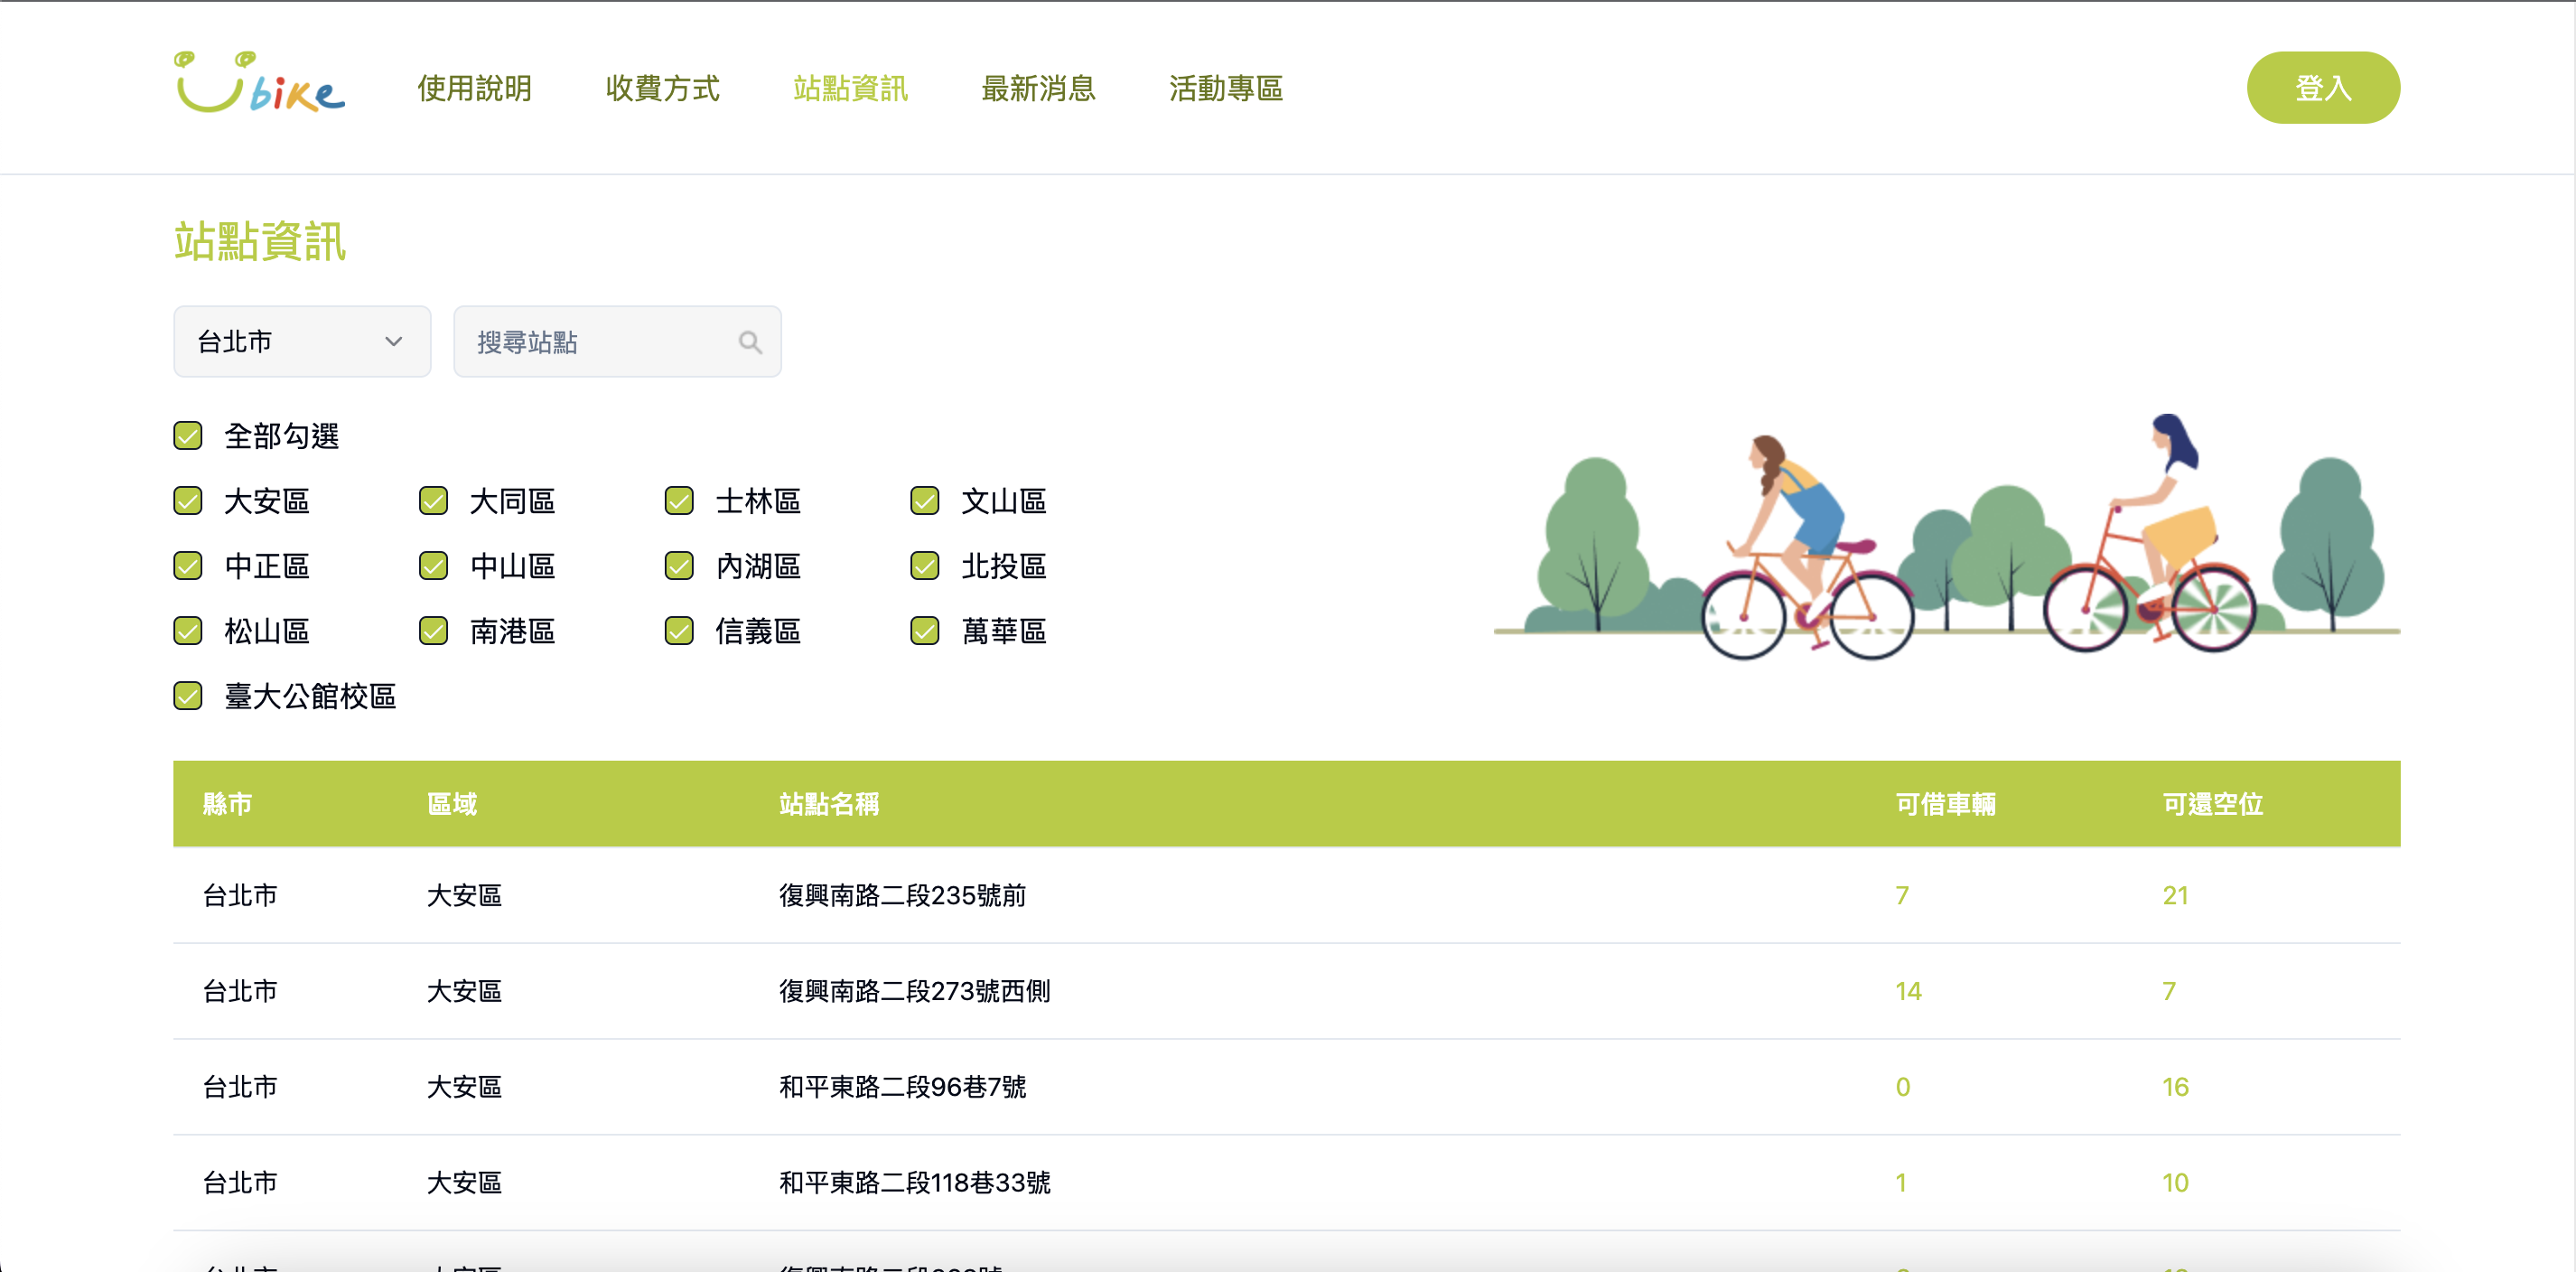 Ubike 使用說明 收費方式 站點資訊 最新消息 活動專區 登入
站點資訊
台北市 搜尋站點
全部勾選
大安區 大同區 士林區 文山區
中正區 中山區 內湖區 北投區
松山區 南港區 信義區 萬華區
臺大公館校區
縣市 區域 站點名稱 可借車輛 可還空位
台北市 大安區 復興南路二段235號前 7 21
台北市 大安區 復興南路二段273號西側 14 7
台北市 大安區 和平東路二段96巷7號 0 16
台北市 大安區 和平東路二段118巷33號 1 10